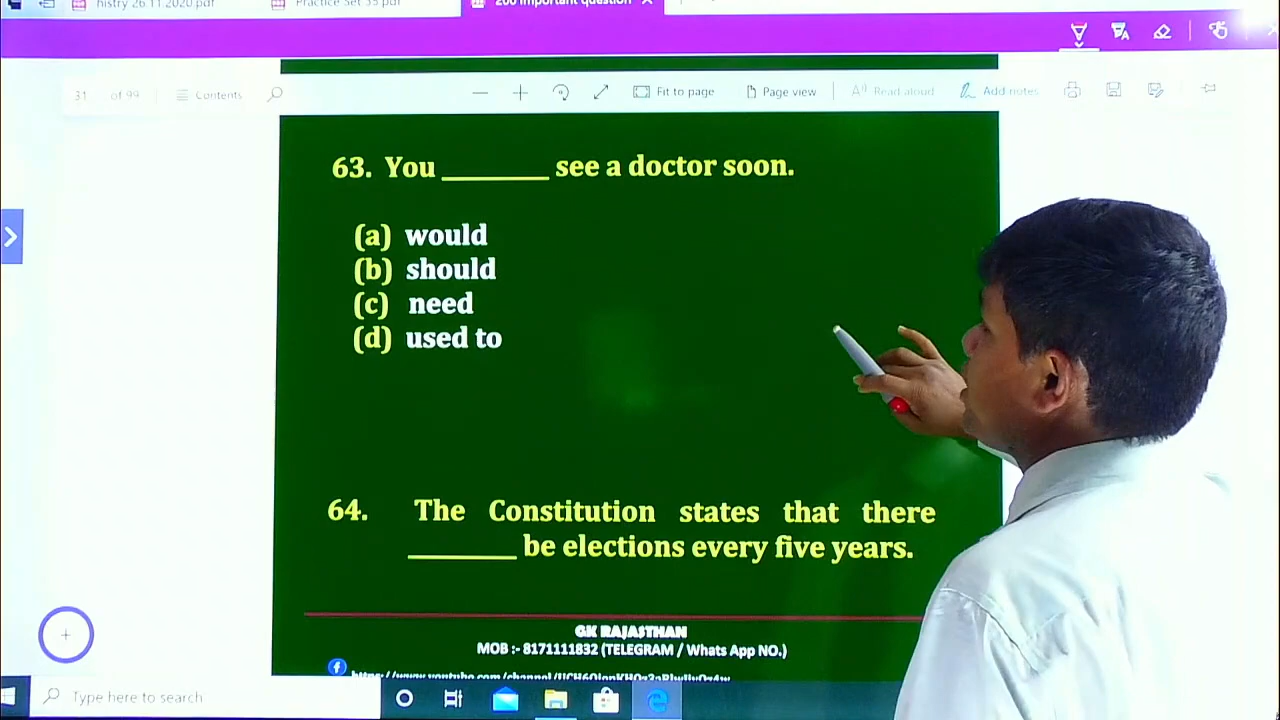 histry 26 11 2020.pdf
Practice Set 35.pdf
200 important question
31 of 99
Contents
Fit to page
Page view
Read aloud
Add notes
63. You ________ see a doctor soon.
(a) would
(b) should
(c) need
(d) used to
64. The Constitution states that there
________ be elections every five years.
GK RAJASTHAN
MOB :- 8171111832 (TELEGRAM / Whats App NO.)
Type here to search